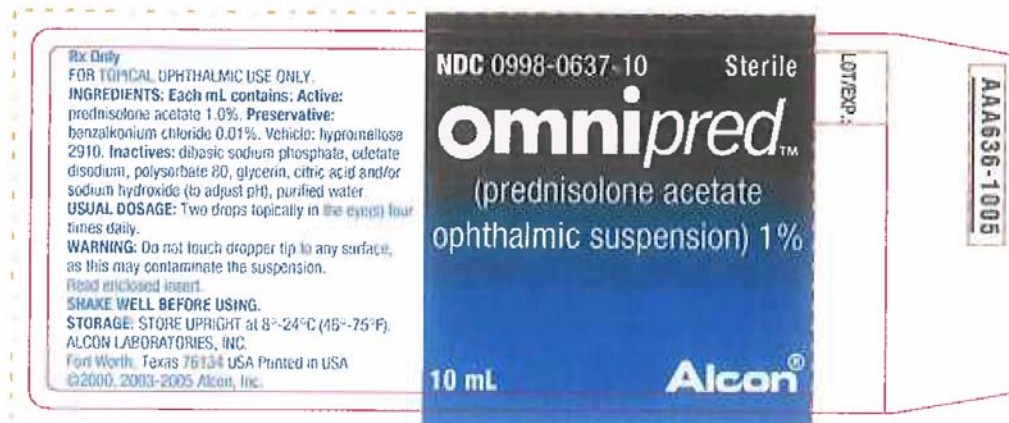 Rx Only
FOR TOPICAL OPHTHALMIC USE ONLY.
INGREDIENTS: Each mL contains: Active:
prednisolone acetate 1.0%. Preservative:
benzalkonium chloride 0.01%. Vehicle: hypromellose
2910. Inactives: dibasic sodium phosphate, edetate
disodium, polysorbate 80, glycerin, citric acid and/or
sodium hydroxide (to adjust pH), purified water.
USUAL DOSAGE: Two drops topically in the eye(s) four
times daily.
WARNING: Do not touch dropper tip to any surface,
as this may contaminate the suspension.
Read enclosed insert.
SHAKE WELL BEFORE USING.
STORAGE: STORE UPRIGHT at 8°-24°C (46°-75°F).
ALCON LABORATORIES, INC.
Fort Worth, Texas 76134 USA Printed in USA
©2000, 2003-2005 Alcon, Inc.
NDC 0998-0637-10 Sterile
omnipred™
(prednisolone acetate
ophthalmic suspension) 1%
10 mL Alcon®
LOT/EXP.:
AAA636-1005